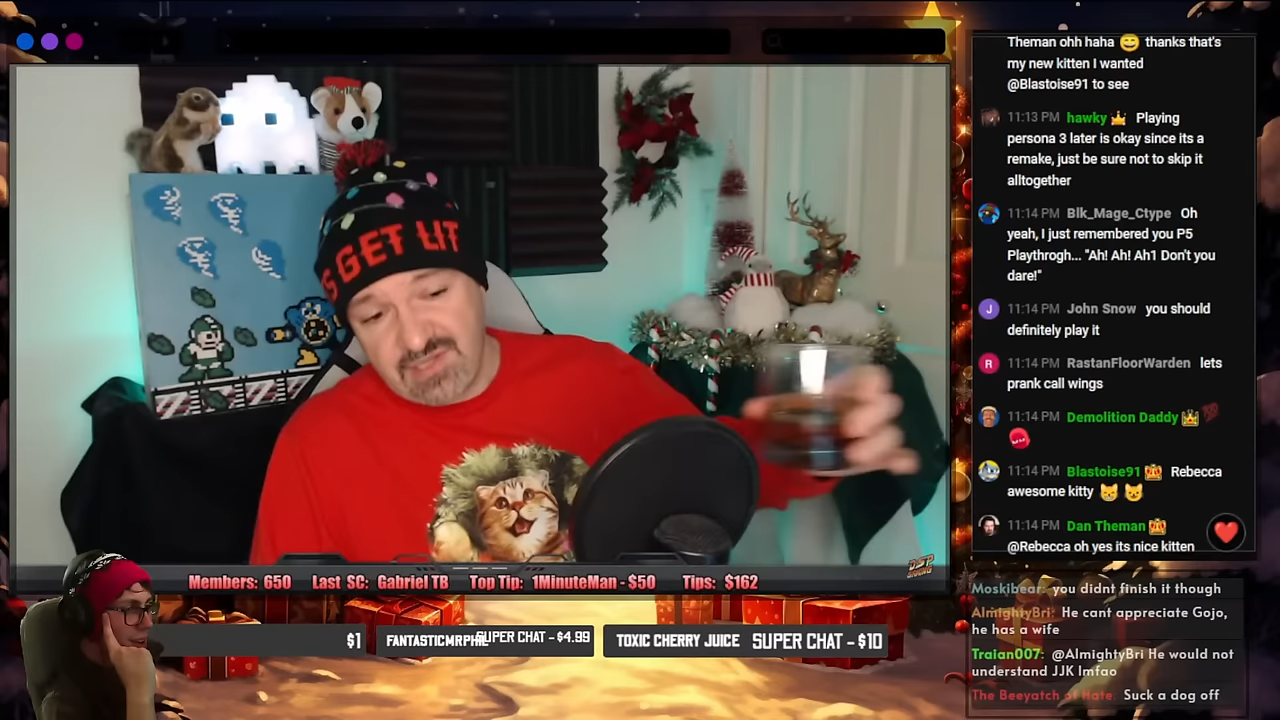 Theman ohh haha 😄 thanks that's
my new kitten I wanted
@Blastoise91 to see
11:13 PM hawky Playing
persona 3 later is okay since its a
remake, just be sure not to skip it
alltogether
11:14 PM Blk_Mage_Ctype Oh
yeah, I just remembered you P5
Playthrogh... "Ah! Ah! Ah1 Don't you
dare!"
J 11:14 PM John Snow you should
definitely play it
R 11:14 PM RastanFloorWarden lets
prank call wings
11:14 PM Demolition Daddy 💯
11:14 PM Blastoise91 Rebecca
awesome kitty 😸 😺
11:14 PM Dan Theman
@Rebecca oh yes its nice kitten
'S GET LIT
Members: 650 Last SC: Gabriel TB Top Tip: 1MinuteMan - $50 Tips: $162
DSP
GAMING
$1 FANTASTICMRPHIL SUPER CHAT - $4.99 TOXIC CHERRY JUICE SUPER CHAT - $10
Moskibear: you didnt finish it though
AlmightyBri: He cant appreciate Gojo,
he has a wife
Traian007: @AlmightyBri He would not
understand JJK lmfao
The Beeyatch of Hate: Suck a dog off